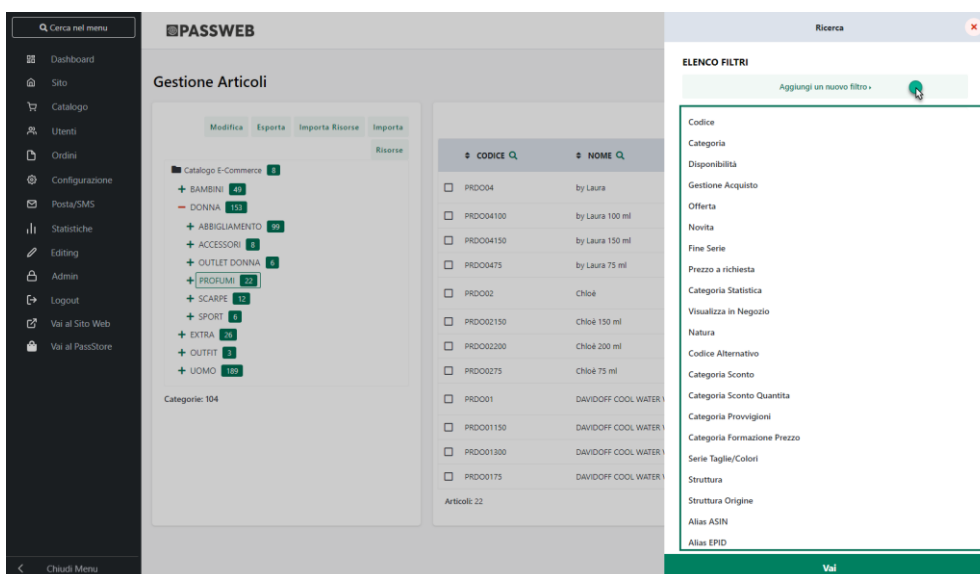 Cerca nel menu
Dashboard
Sito
Catalogo
Utenti
Ordini
Configurazione
Posta/SMS
Statistiche
Editing
Admin
Logout
Vai al Sito Web
Vai al PassStore
Chiudi Menu
PASSWEB
Gestione Articoli
Modifica Esporta Importa Risorse Importa
Risorse
Catalogo E-Commerce 8
BAMBINI 49
DONNA 153
ABBIGLIAMENTO 99
ACCESSORI 8
OUTLET DONNA 6
PROFUMI 22
SCARPE 12
SPORT 6
EXTRA 26
OUTFIT 3
UOMO 189
Categorie: 104
CODICE NOME
PRDO04 by Laura
PRDO04100 by Laura 100 ml
PRDO04150 by Laura 150 ml
PRDO0475 by Laura 75 ml
PRDO02 Chloè
PRDO02150 Chloè 150 ml
PRDO02200 Chloè 200 ml
PRDO0275 Chloè 75 ml
PRDO01 DAVIDOFF COOL WATER
PRDO01150 DAVIDOFF COOL WATER
PRDO01300 DAVIDOFF COOL WATER
PRDO0175 DAVIDOFF COOL WATER
Articoli: 22
Ricerca
ELENCO FILTRI
Aggiungi un nuovo filtro ›
Codice
Categoria
Disponibilità
Gestione Acquisto
Offerta
Novita
Fine Serie
Prezzo a richiesta
Categoria Statistica
Visualizza in Negozio
Natura
Codice Alternativo
Categoria Sconto
Categoria Sconto Quantita
Categoria Provvigioni
Categoria Formazione Prezzo
Serie Taglie/Colori
Struttura
Struttura Origine
Alias ASIN
Alias EPID
Vai